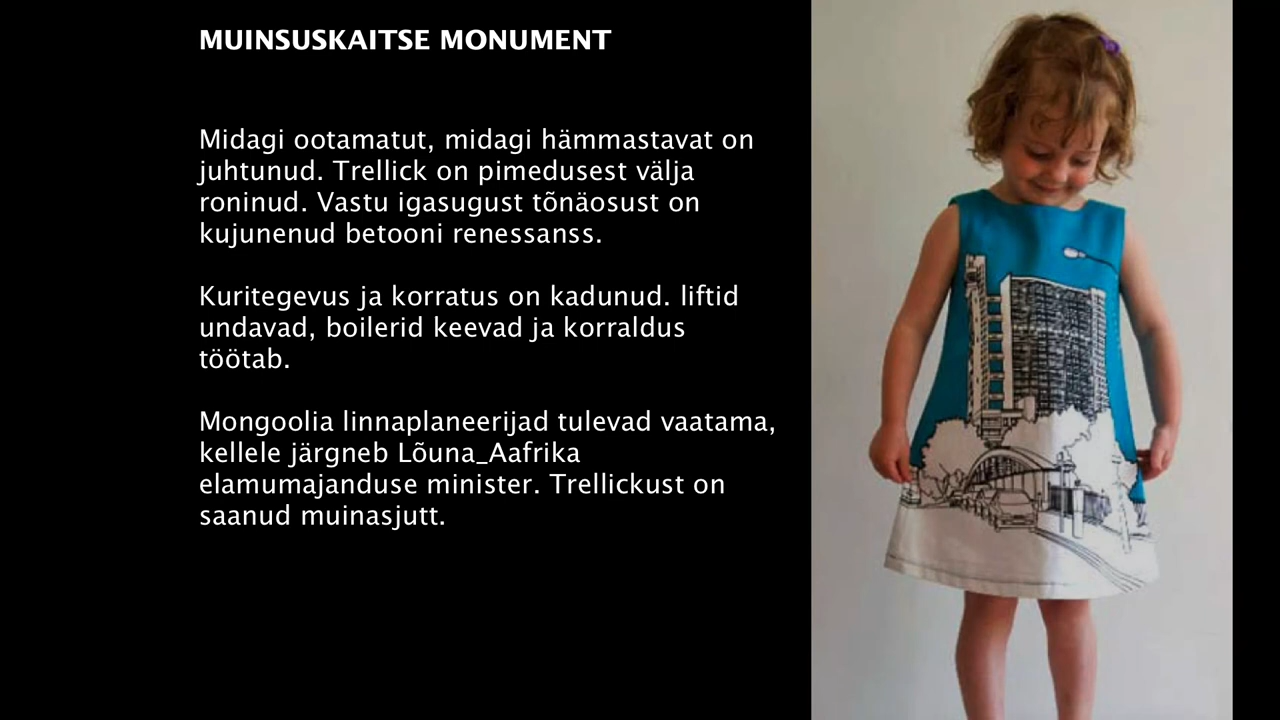 MUINSUSKAITSE MONUMENT
Midagi ootamatut, midagi hämmastavat on
juhtunud. Trellick on pimedusest välja
roninud. Vastu igasugust tõnäosust on
kujunenud betooni renessanss.
Kuritegevus ja korratus on kadunud. liftid
undavad, boilerid keevad ja korraldus
töötab.
Mongoolia linnaplaneerijad tulevad vaatama,
kellele järgneb Lõuna_Aafrika
elamumajanduse minister. Trellickust on
saanud muinasjutt.